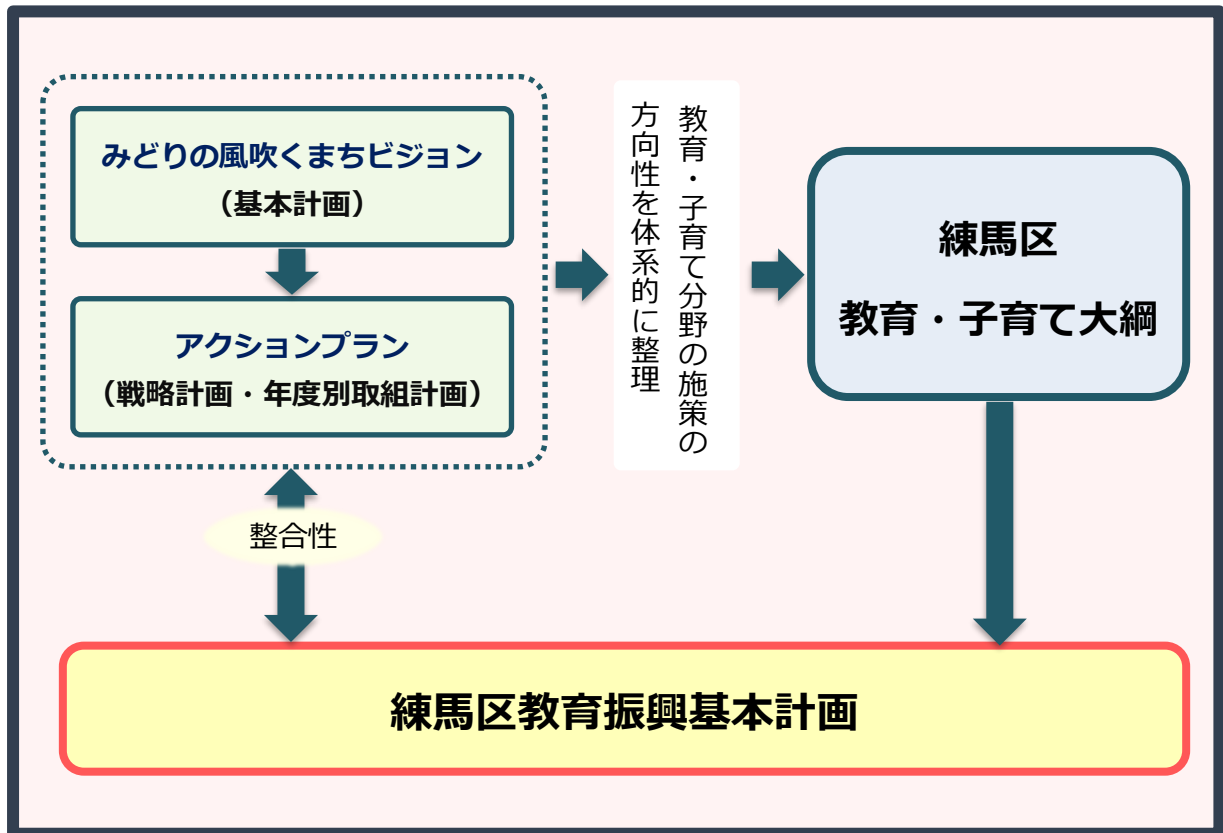 みどりの風吹くまちビジョン
（基本計画）
アクションプラン
（戦略計画・年度別取組計画）
教育・子育て分野の施策の
方向性を体系的に整理
練馬区
教育・子育て大綱
整合性
練馬区教育振興基本計画